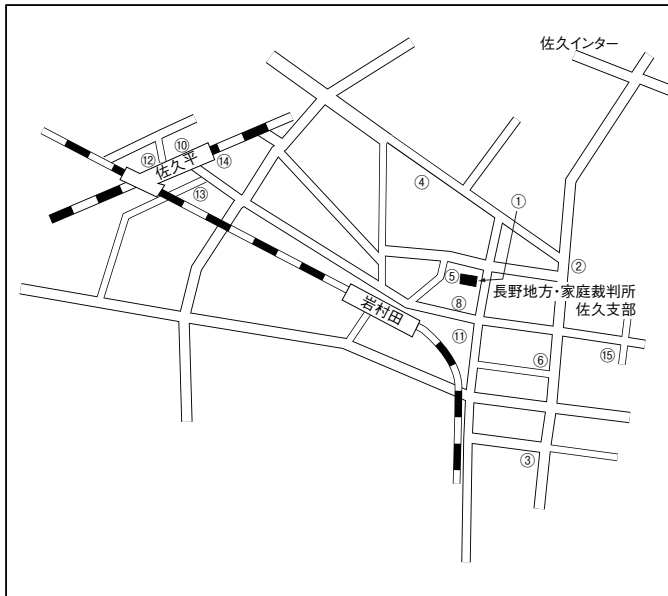 佐久インター
⑩
⑫
佐久平
⑭
⑬
④
①
②
⑤
長野地方・家庭裁判所
佐久支部
⑧
岩村田
⑪
⑥
⑮
③